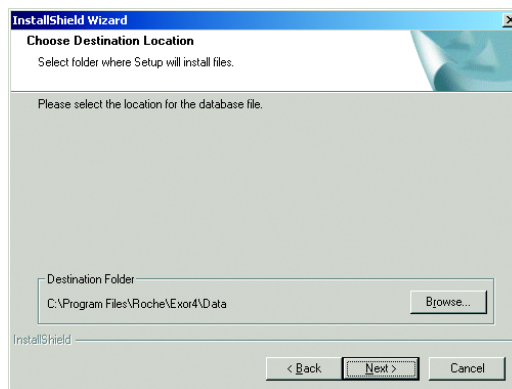 InstallShield Wizard
Choose Destination Location
Select folder where Setup will install files.
Please select the location for the database file.
Destination Folder
C:\Program Files\Roche\Exor4\Data
Browse...
InstallShield
< Back
Next >
Cancel